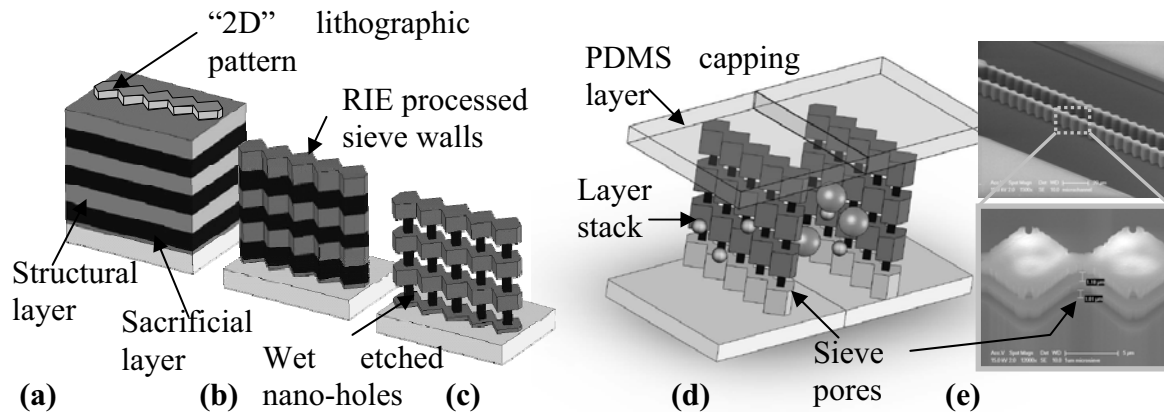 “2D” lithographic
pattern
RIE processed
sieve walls
Structural
layer
Sacrificial
layer
Wet etched
nano-holes
(a)
(b)
(c)
PDMS capping
layer
Layer
stack
Sieve
pores
(d)
(e)